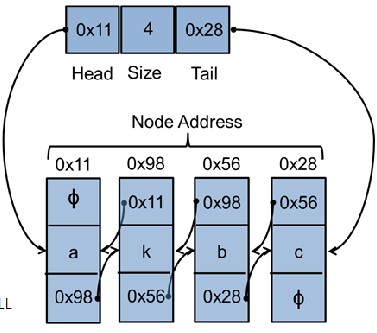 0x11 4 0x28
Head Size Tail
Node Address
0x11 0x98 0x56 0x28
ϕ 0x11 0x98 0x56
a k b c
0x98 0x56 0x28 ϕ
LL